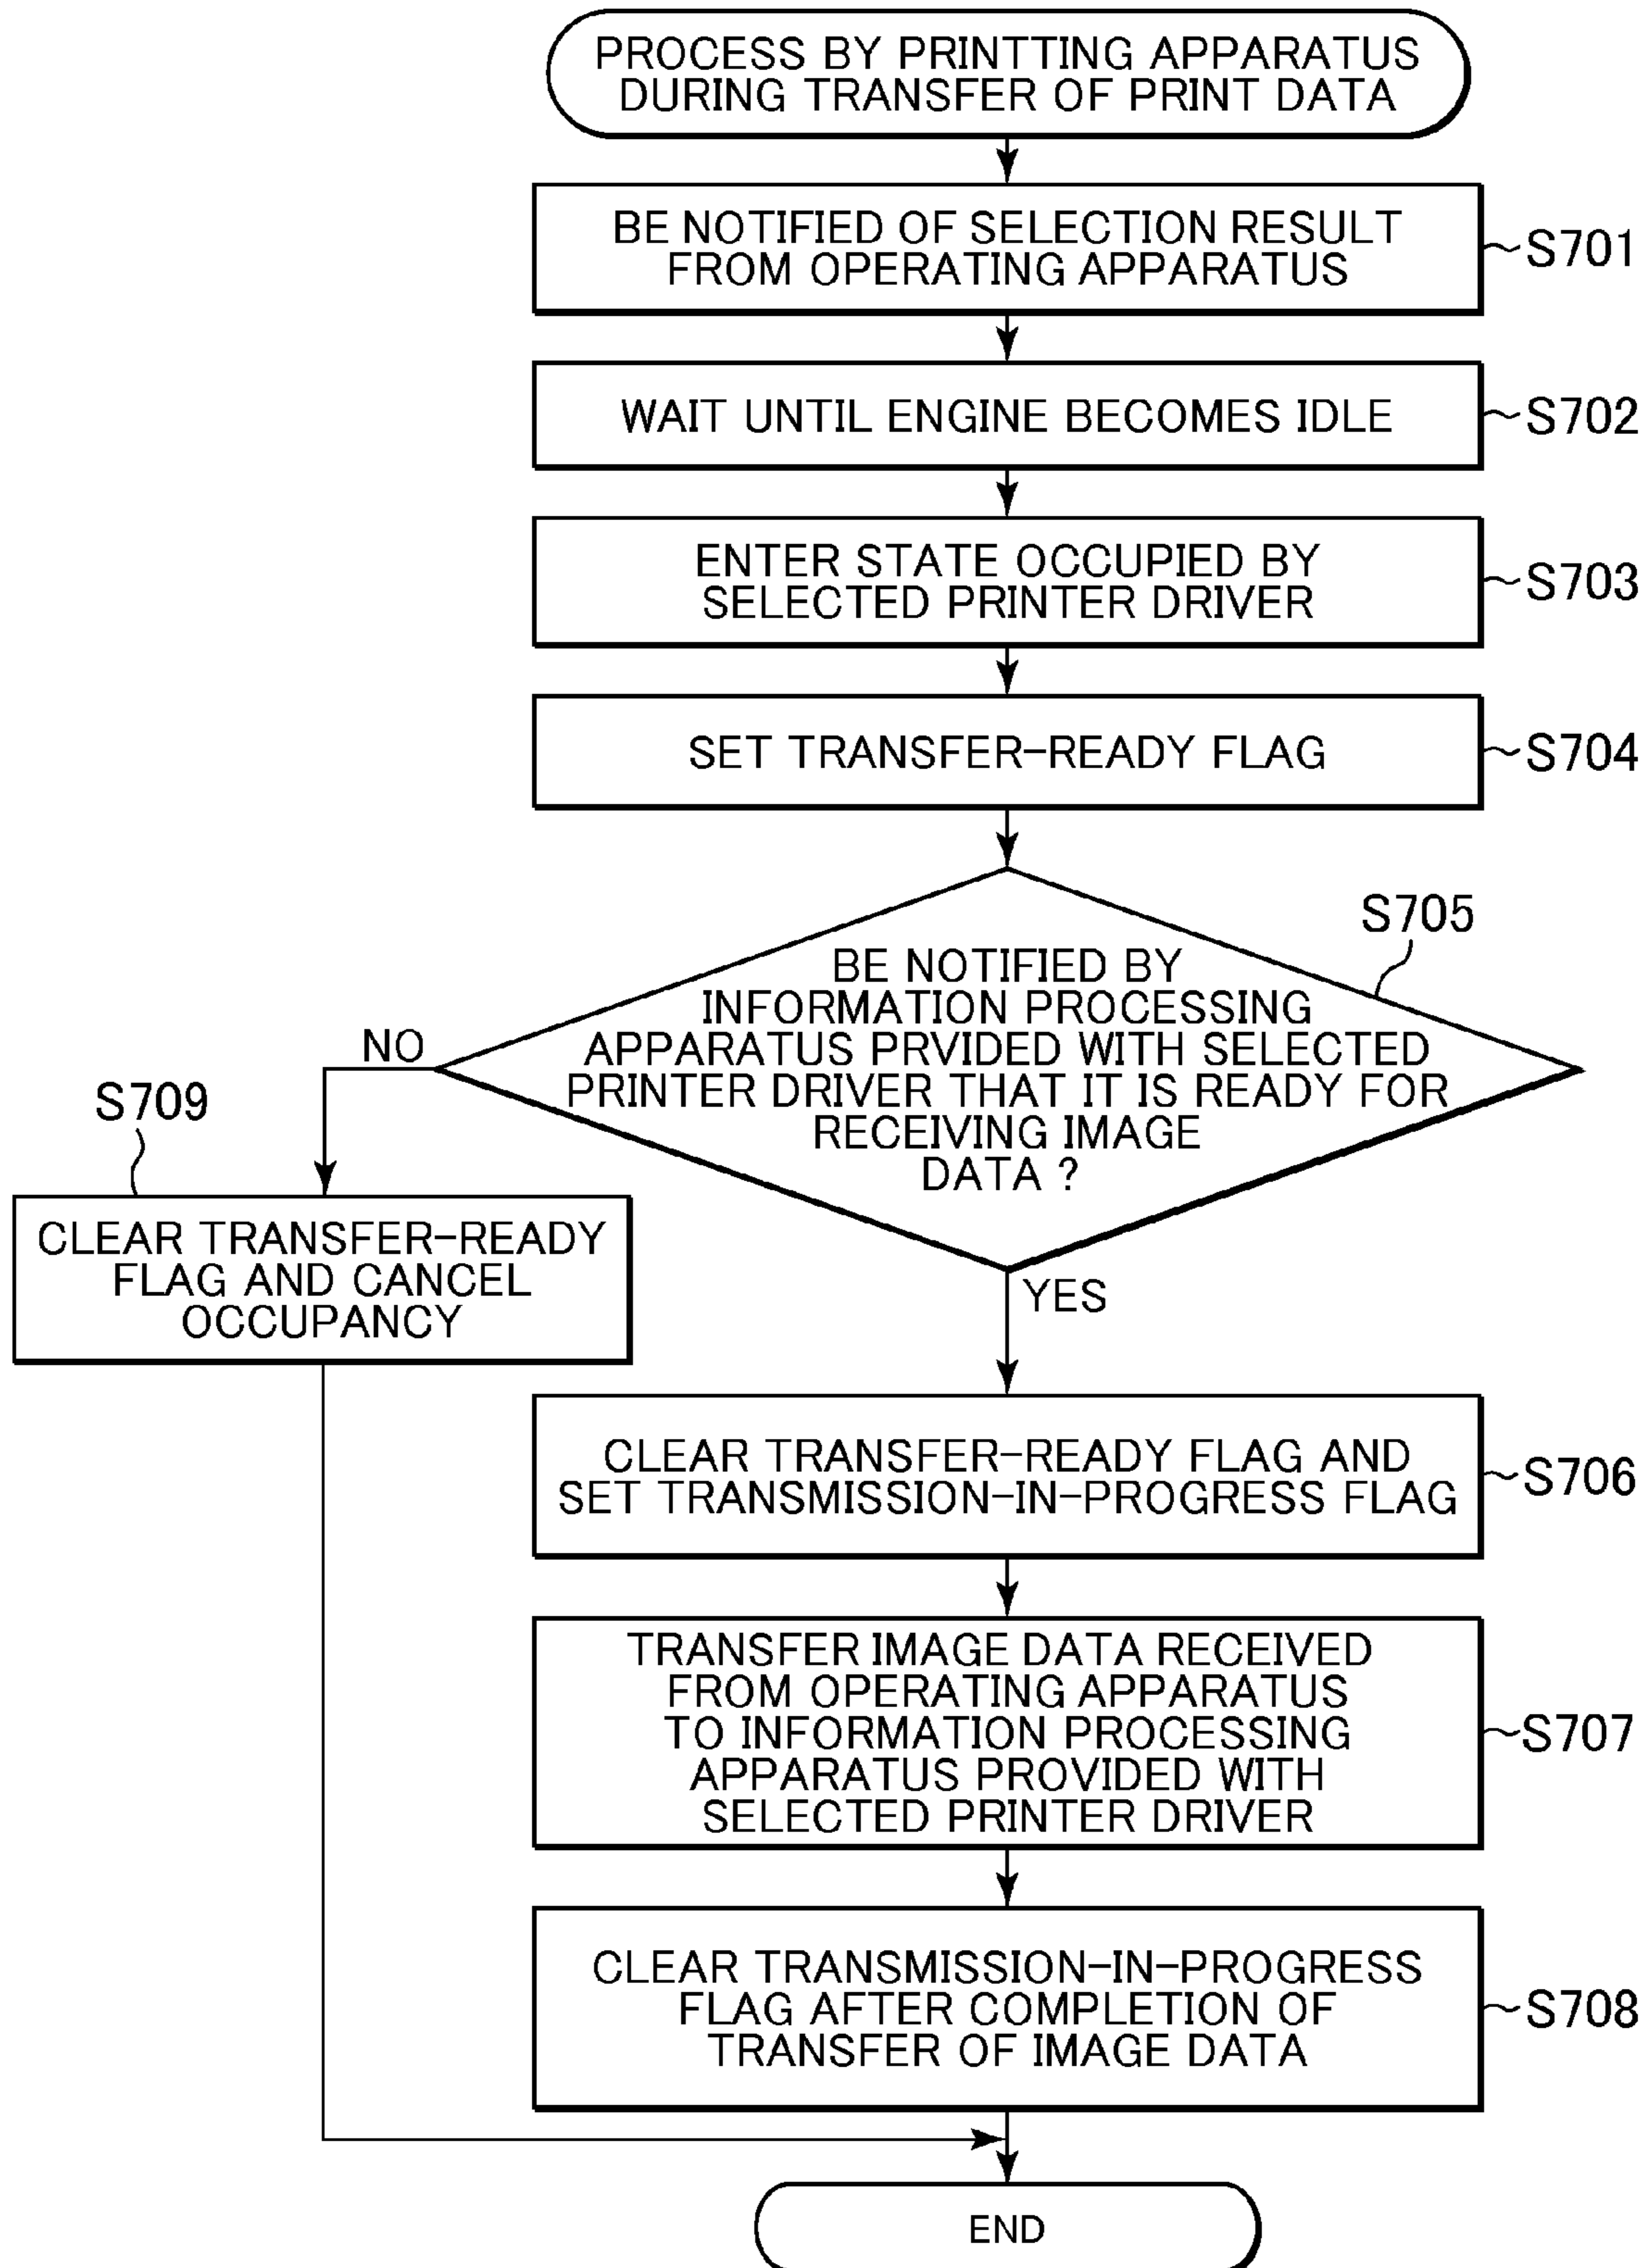 PROCESS BY PRINTTING APPARATUS
DURING TRANSFER OF PRINT DATA
BE NOTIFIED OF SELECTION RESULT
FROM OPERATING APPARATUS
S701
WAIT UNTIL ENGINE BECOMES IDLE
S702
ENTER STATE OCCUPIED BY
SELECTED PRINTER DRIVER
S703
SET TRANSFER-READY FLAG
S704
S705
BE NOTIFIED BY
INFORMATION PROCESSING
APPARATUS PRVIDED WITH SELECTED
PRINTER DRIVER THAT IT IS READY FOR
RECEIVING IMAGE
DATA ?
NO
S709
CLEAR TRANSFER-READY
FLAG AND CANCEL
OCCUPANCY
YES
CLEAR TRANSFER-READY FLAG AND
SET TRANSMISSION-IN-PROGRESS FLAG
S706
TRANSFER IMAGE DATA RECEIVED
FROM OPERATING APPARATUS
TO INFORMATION PROCESSING
APPARATUS PROVIDED WITH
SELECTED PRINTER DRIVER
S707
CLEAR TRANSMISSION-IN-PROGRESS
FLAG AFTER COMPLETION OF
TRANSFER OF IMAGE DATA
S708
END